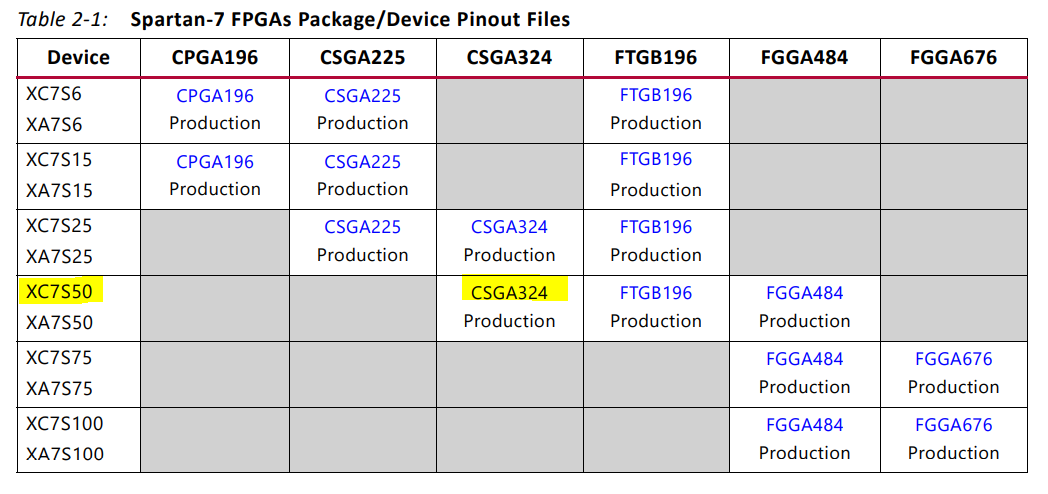 Table 2-1: Spartan-7 FPGAs Package/Device Pinout Files
Device CPGA196 CSGA225 CSGA324 FTGB196 FGGA484 FGGA676
XC7S6 CPGA196 CSGA225 FTGB196
XA7S6 Production Production Production
XC7S15 CPGA196 CSGA225 FTGB196
XA7S15 Production Production Production
XC7S25 CSGA225 CSGA324 FTGB196
XA7S25 Production Production Production
XC7S50 CSGA324 FTGB196 FGGA484
XA7S50 Production Production Production
XC7S75 FGGA484 FGGA676
XA7S75 Production Production
XC7S100 FGGA484 FGGA676
XA7S100 Production Production